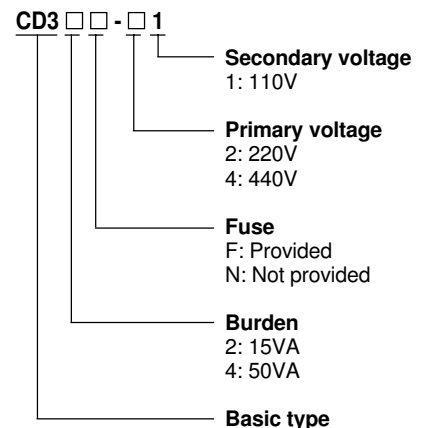 CD3 □ □ - □ 1
Secondary voltage
1: 110V
Primary voltage
2: 220V
4: 440V
Fuse
F: Provided
N: Not provided
Burden
2: 15VA
4: 50VA
Basic type